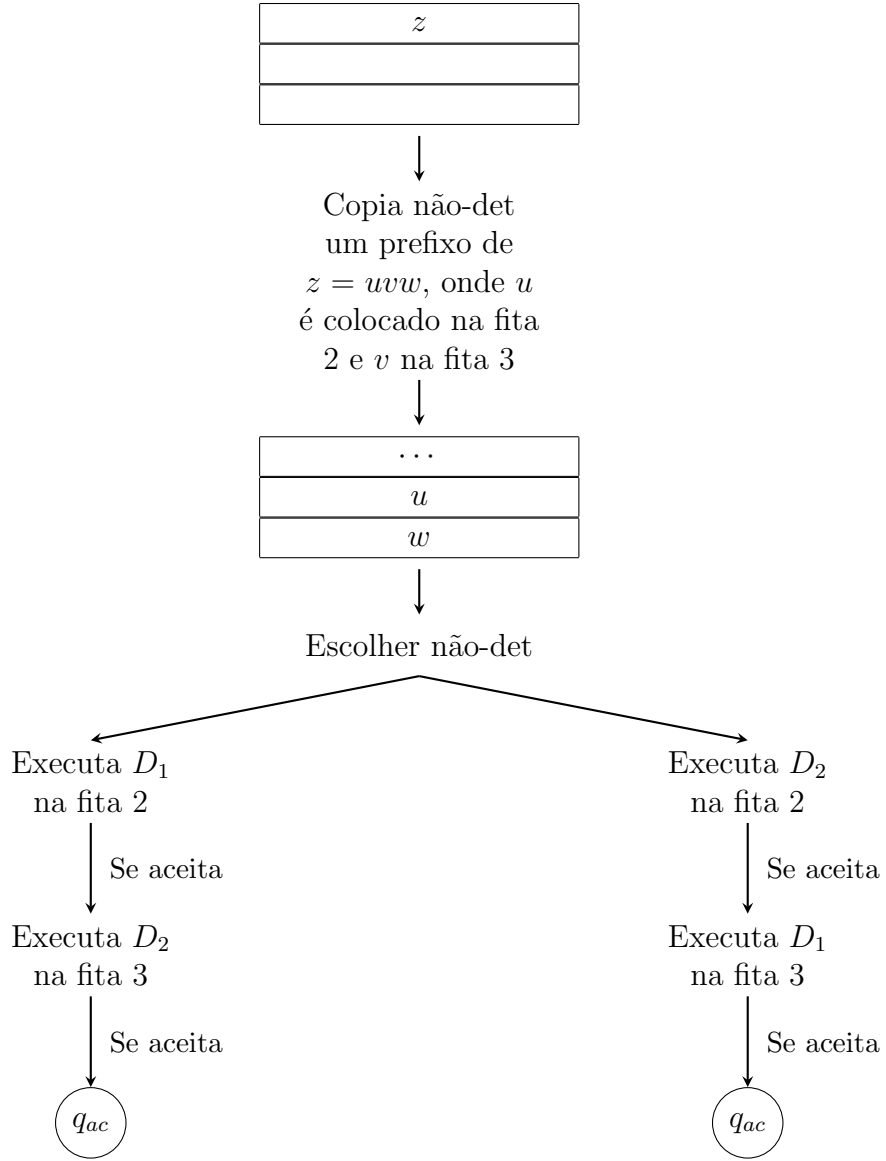 z
Copia não-det
um prefixo de
z = uvw, onde u
é colocado na fita
2 e v na fita 3
⋯
u
w
Escolher não-det
Executa D₁
na fita 2
Executa D₂
na fita 2
Se aceita
Se aceita
Executa D₂
na fita 3
Executa D₁
na fita 3
Se aceita
Se aceita
q_ac
q_ac